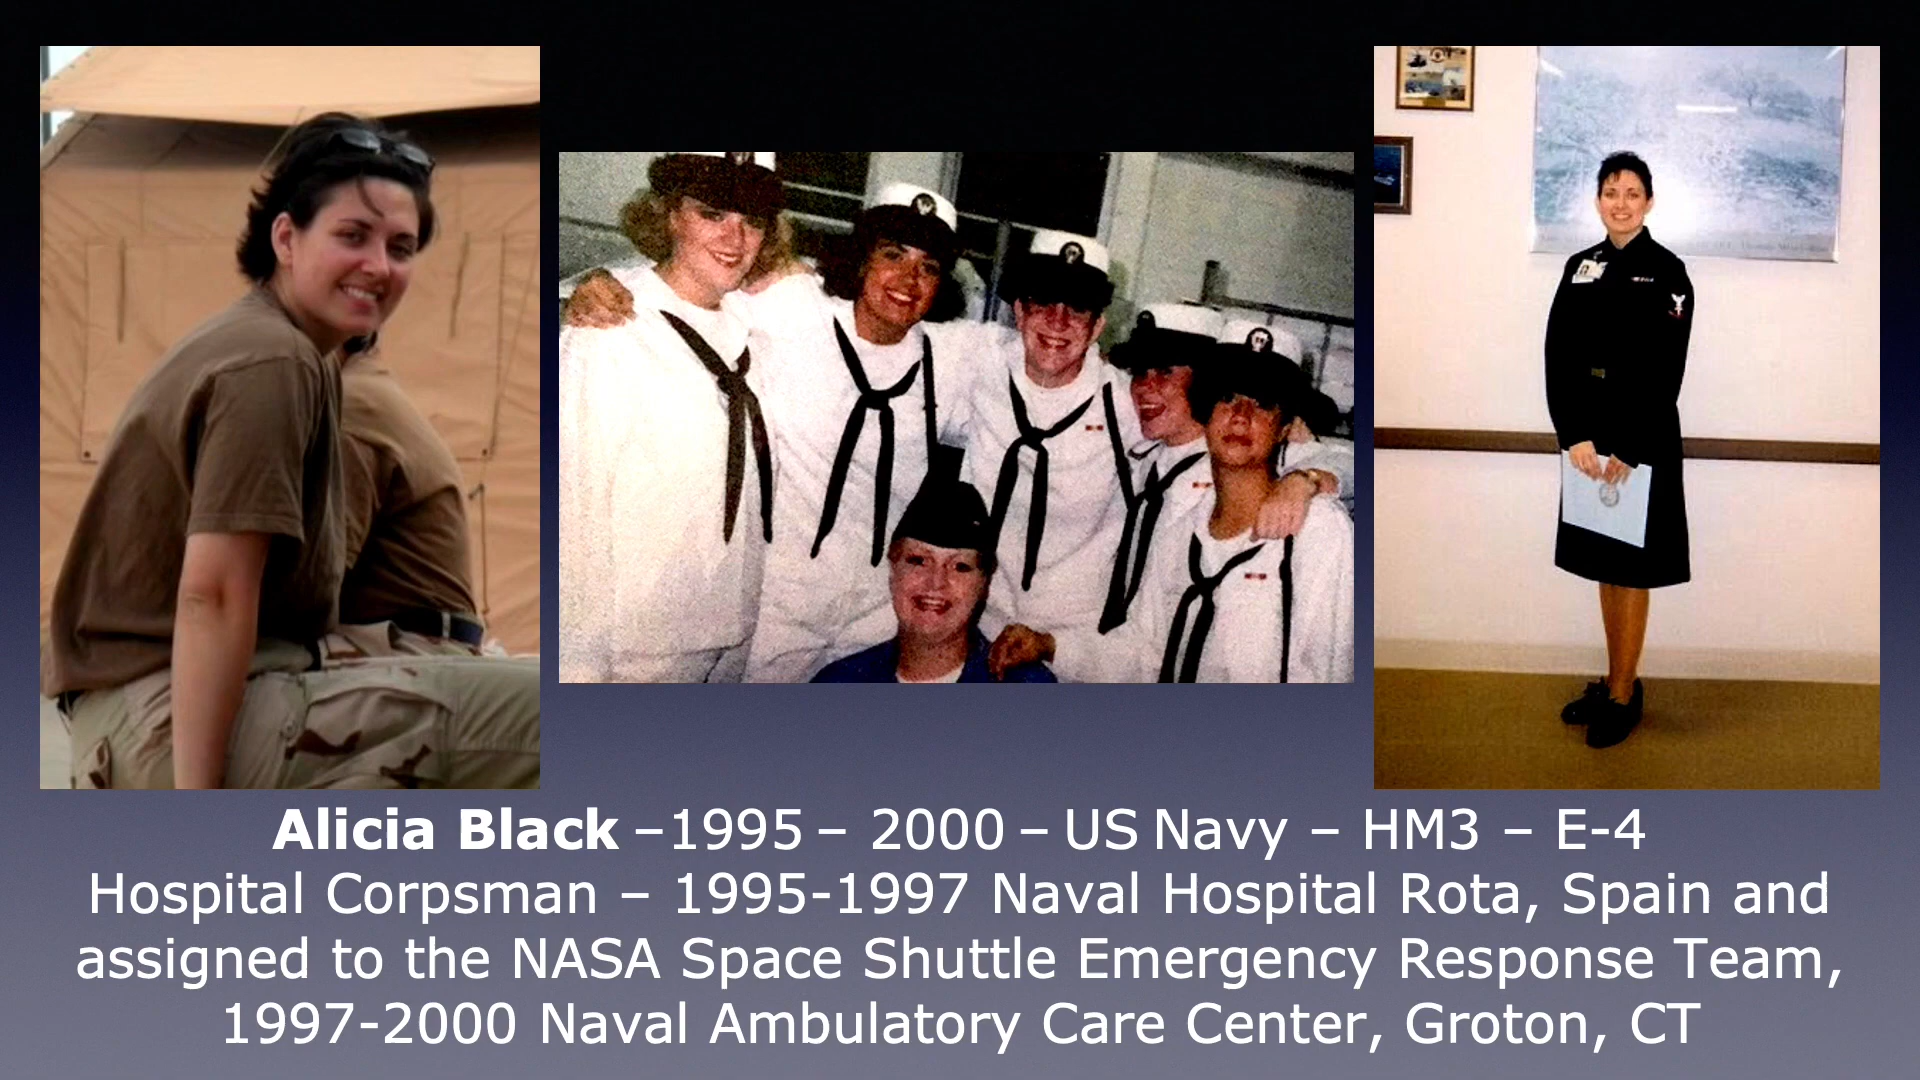 Alicia Black –1995 – 2000 – US Navy – HM3 – E-4
Hospital Corpsman – 1995-1997 Naval Hospital Rota, Spain and
assigned to the NASA Space Shuttle Emergency Response Team,
1997-2000 Naval Ambulatory Care Center, Groton, CT